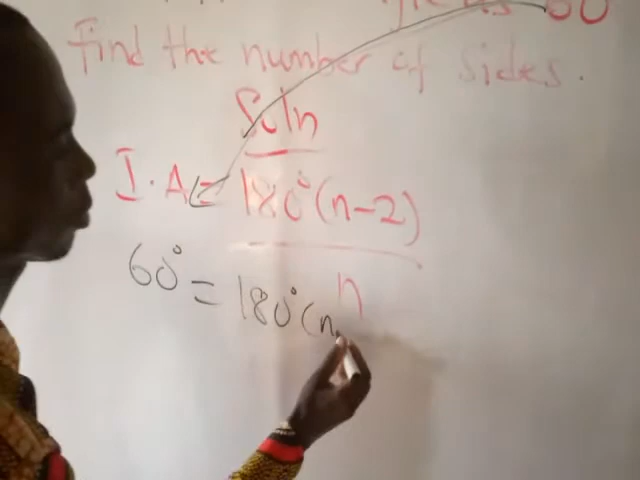 60
Find the number of sides.
Soln
I.A = 180°(n-2)
n
60° = 180°(n